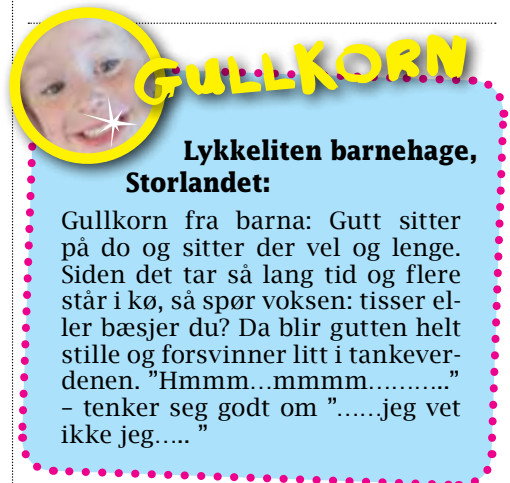 GULLKORN
Lykkeliten barnehage,
Storlandet:
Gullkorn fra barna: Gutt sitter
på do og sitter der vel og lenge.
Siden det tar så lang tid og flere
står i kø, så spør voksen: tisser el-
ler bæsjer du? Da blir gutten helt
stille og forsvinner litt i tankever-
denen. ”Hmmm…mmmm………..”
– tenker seg godt om ”……jeg vet
ikke jeg….. ”